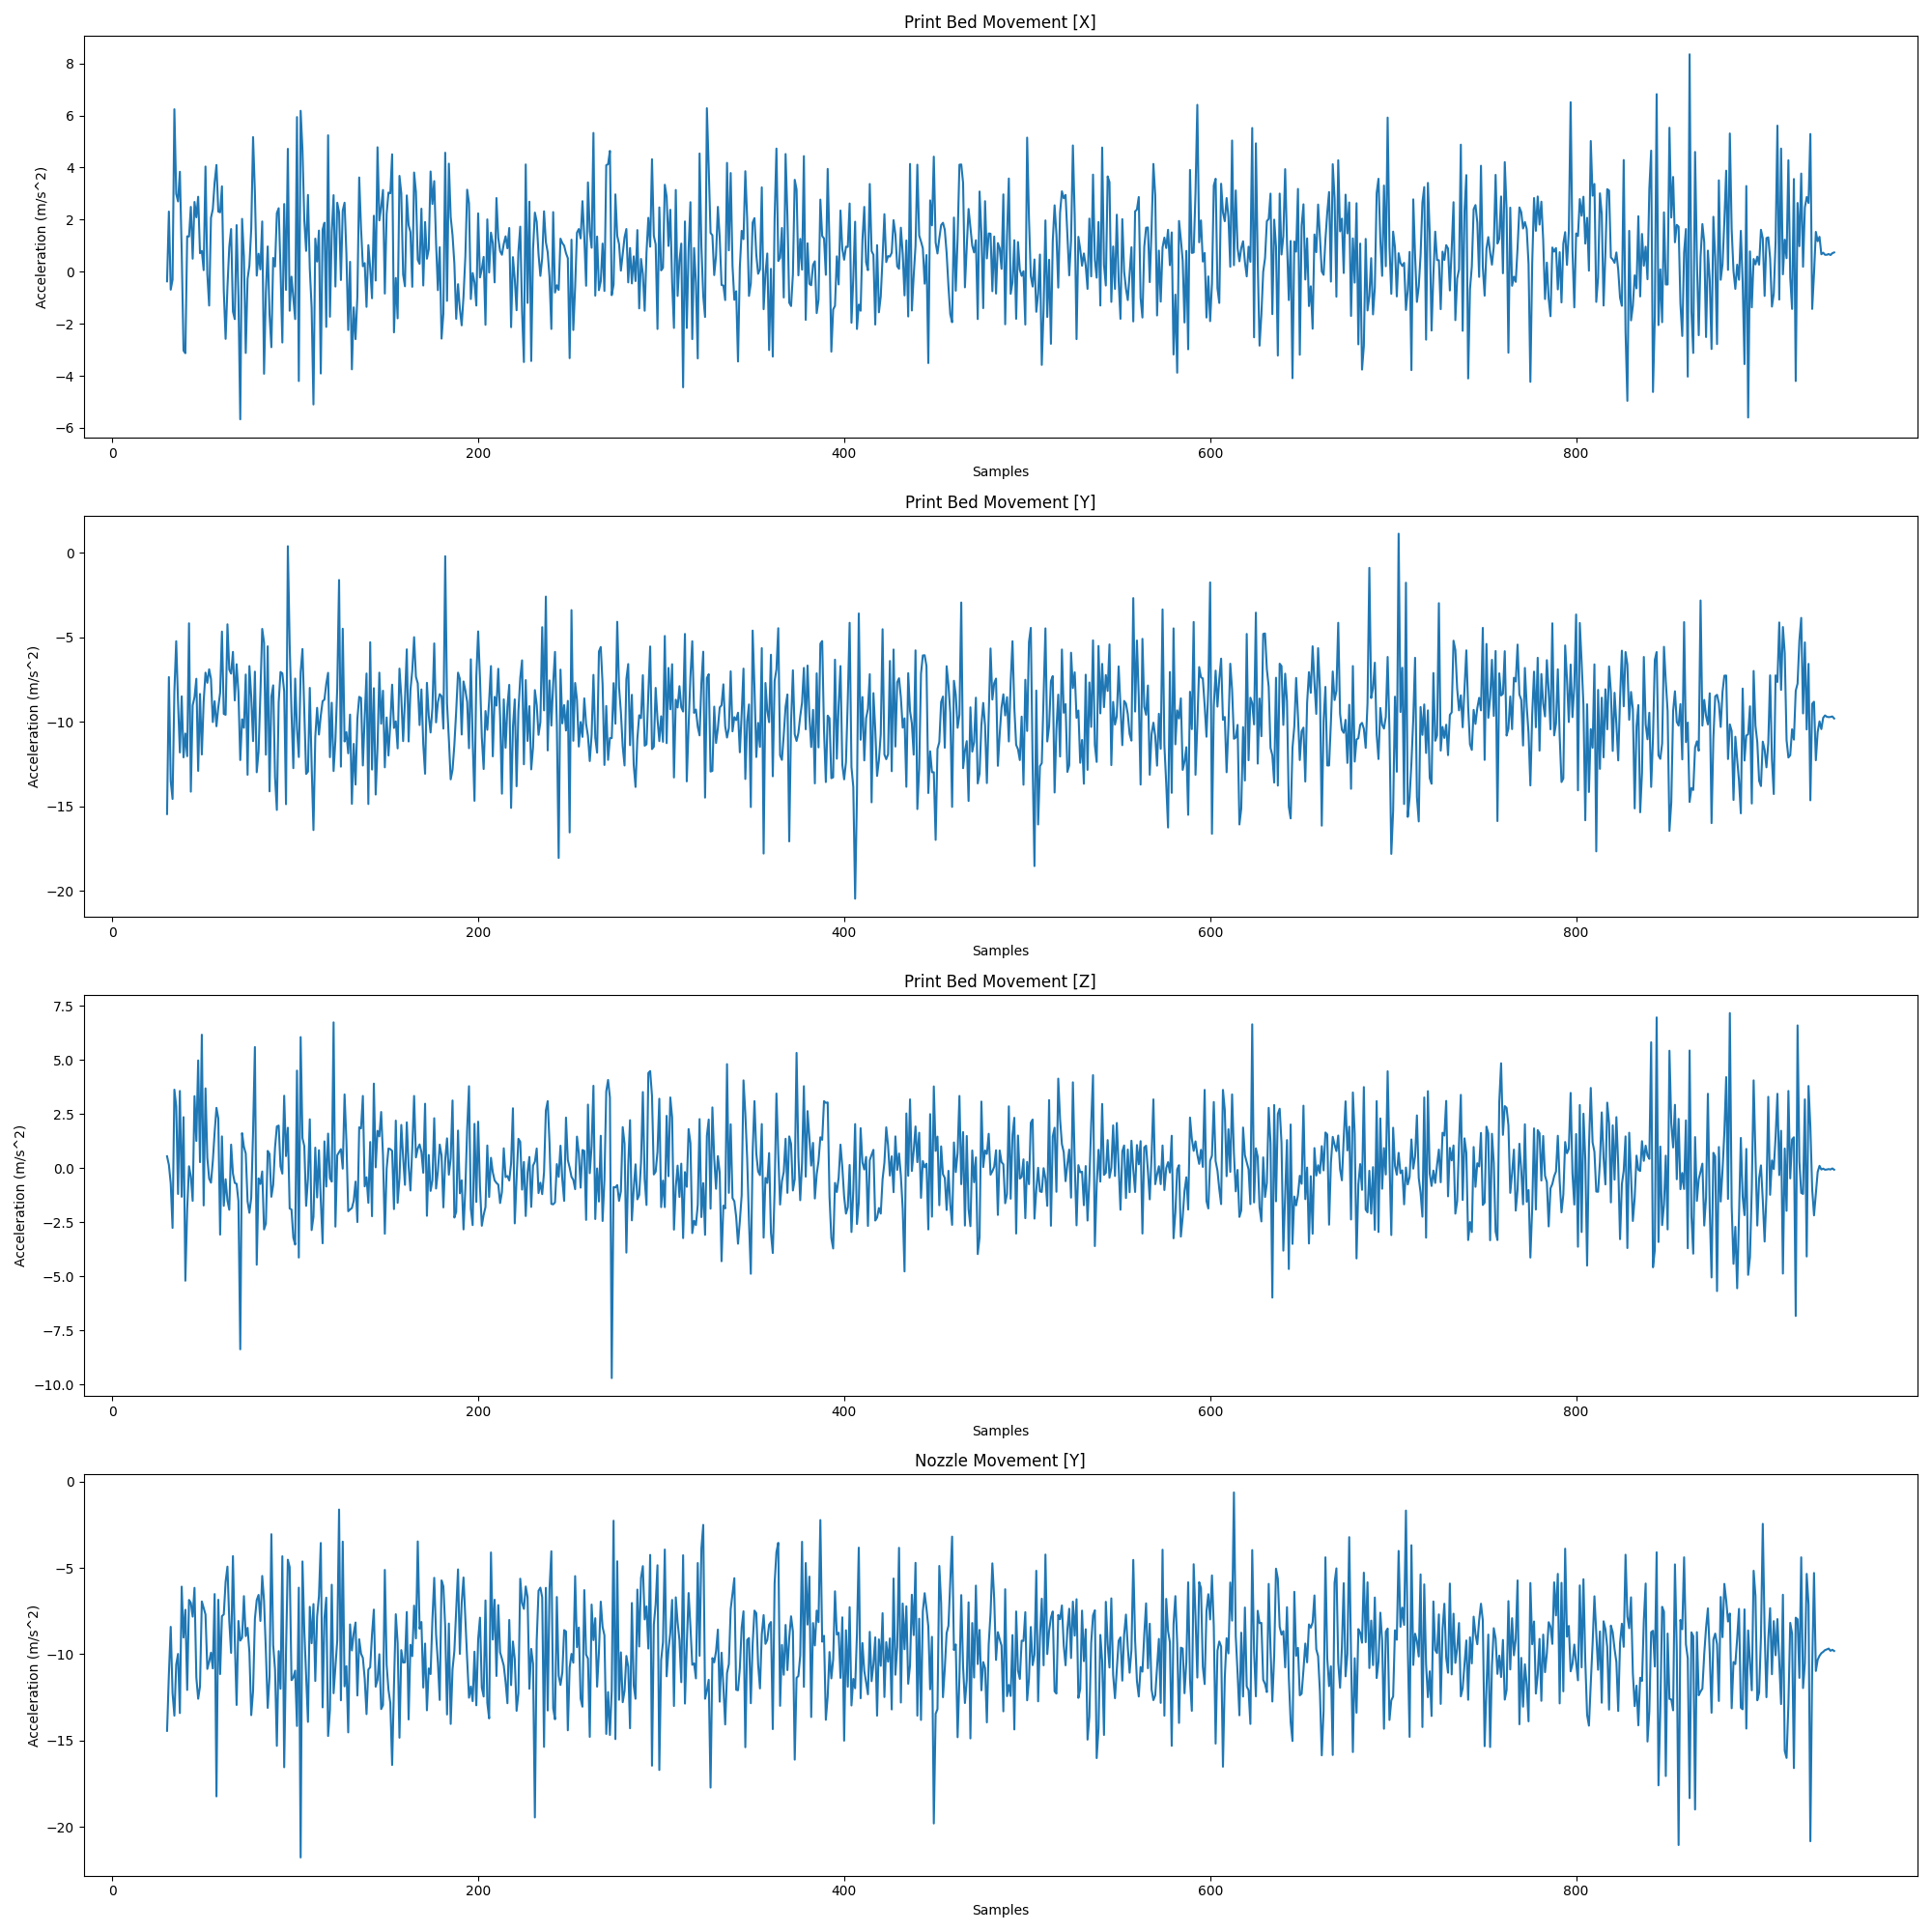 Print Bed Movement [X]
8
6
4
2
0
−2
−4
−6
Acceleration (m/s^2)
0 200 400 600 800
Samples
Print Bed Movement [Y]
0
−5
−10
−15
−20
Acceleration (m/s^2)
0 200 400 600 800
Samples
Print Bed Movement [Z]
7.5
5.0
2.5
0.0
−2.5
−5.0
−7.5
−10.0
Acceleration (m/s^2)
0 200 400 600 800
Samples
Nozzle Movement [Y]
0
−5
−10
−15
−20
Acceleration (m/s^2)
0 200 400 600 800
Samples